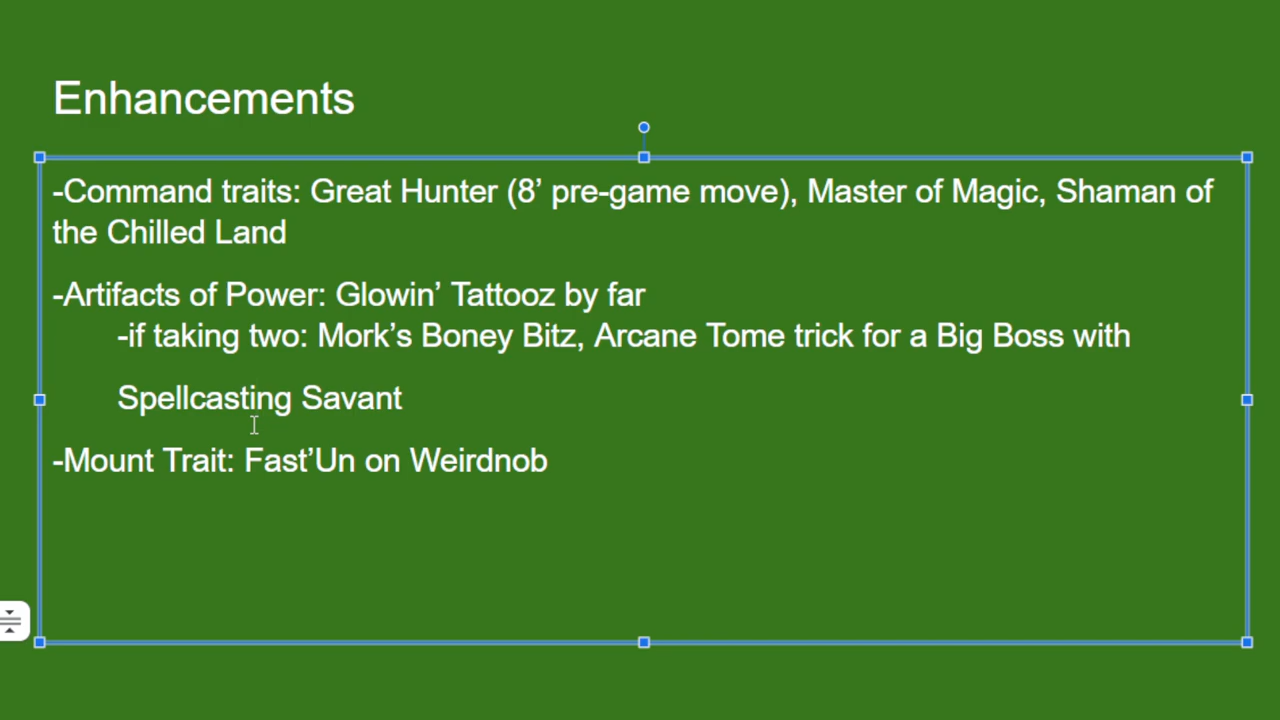 Enhancements
-Command traits: Great Hunter (8’ pre-game move), Master of Magic, Shaman of
the Chilled Land
-Artifacts of Power: Glowin’ Tattooz by far
-if taking two: Mork’s Boney Bitz, Arcane Tome trick for a Big Boss with
Spellcasting Savant
-Mount Trait: Fast’Un on Weirdnob